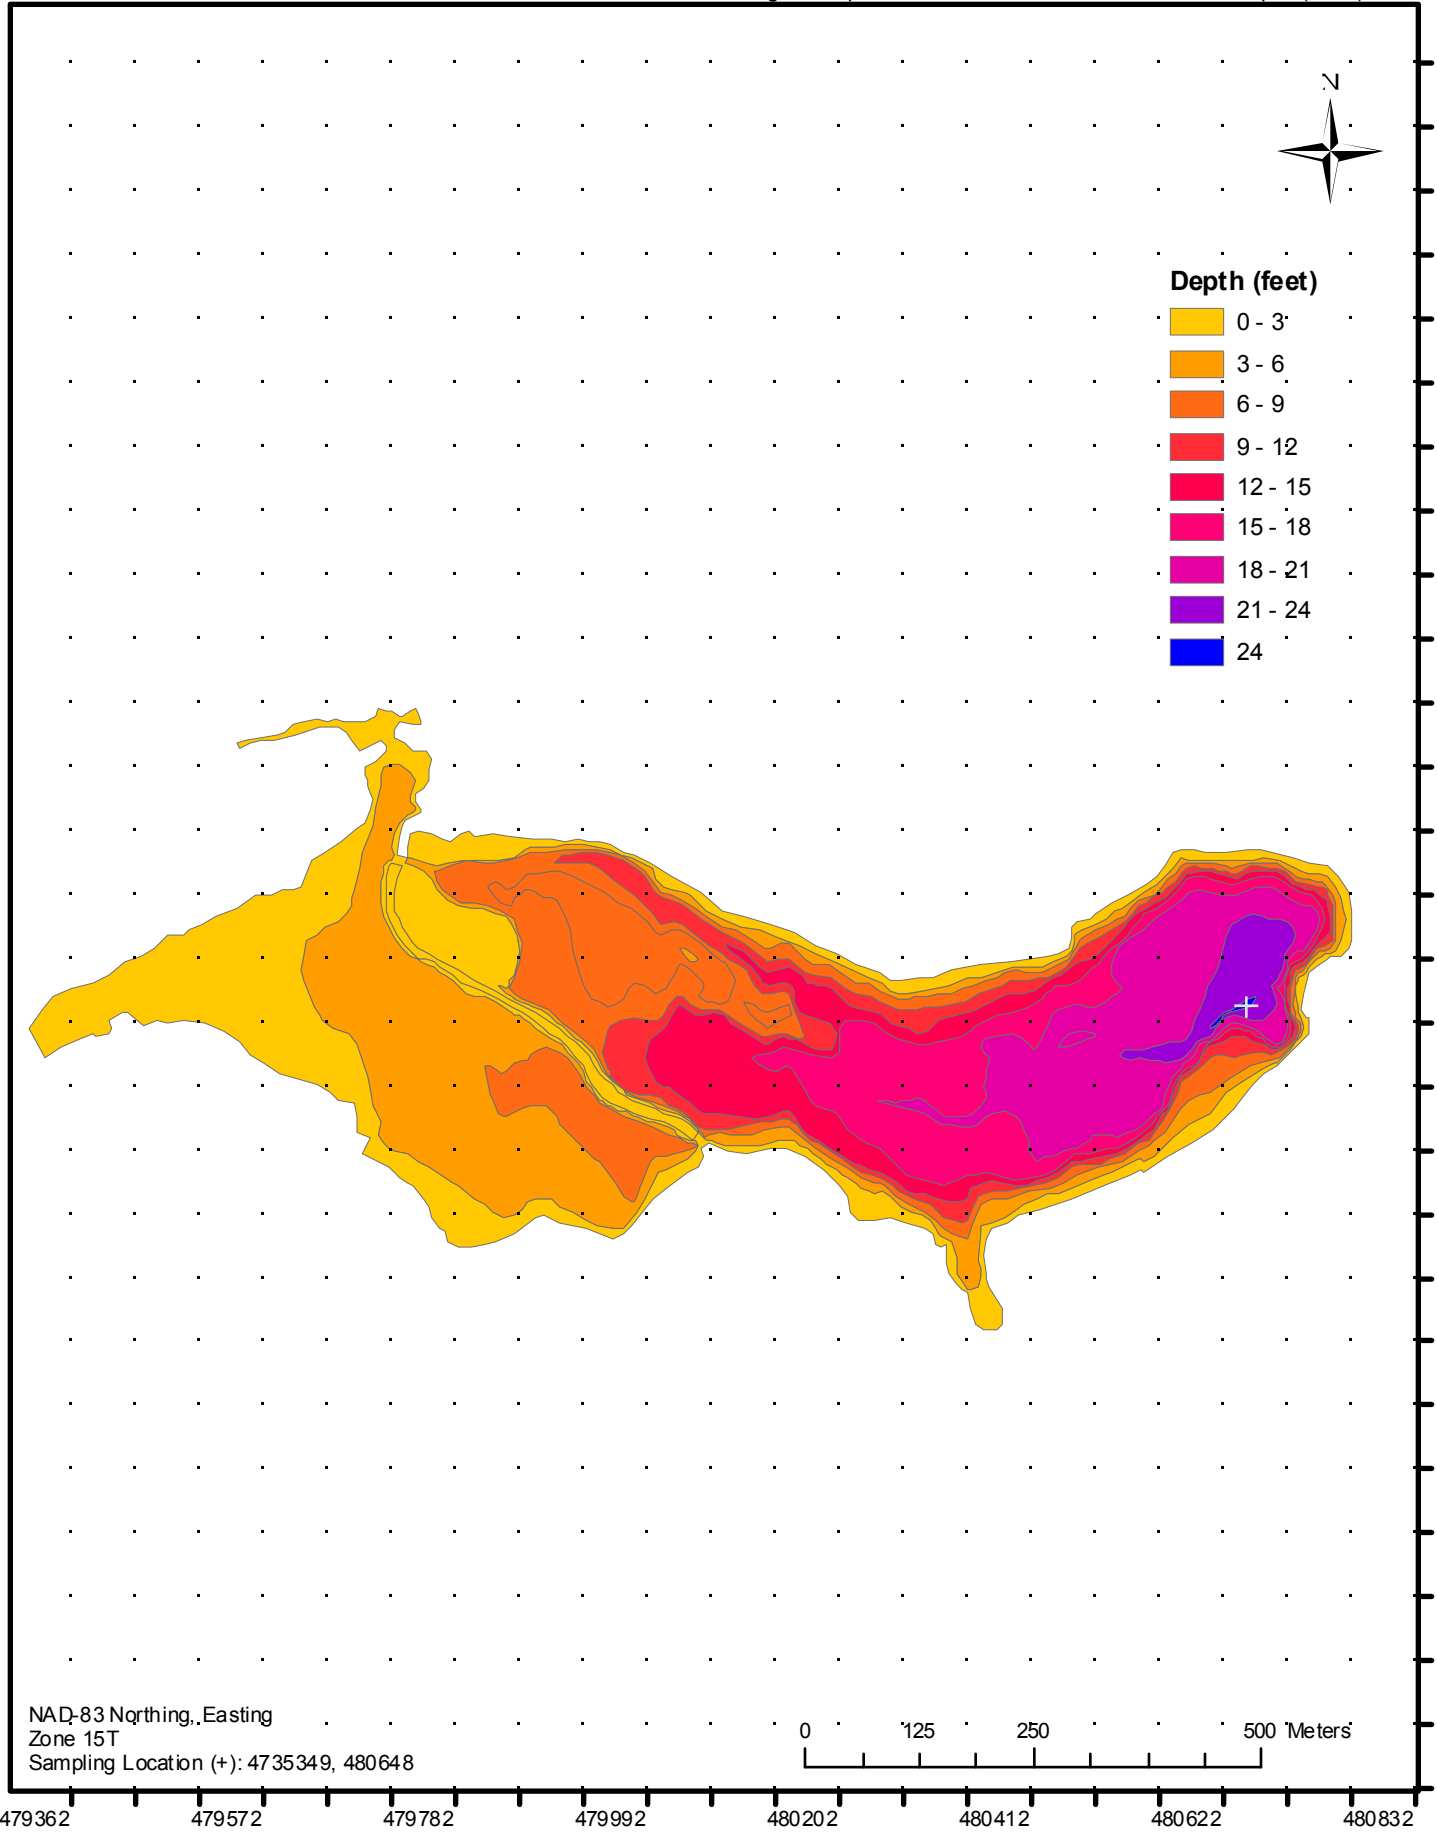 N
Depth (feet)
0 - 3
3 - 6
6 - 9
9 - 12
12 - 15
15 - 18
18 - 21
21 - 24
24
NAD-83 Northing, Easting
Zone 15T
Sampling Location (+): 4735349, 480648
0 125 250 500 Meters
479362 479572 479782 479992 480202 480412 480622 480832